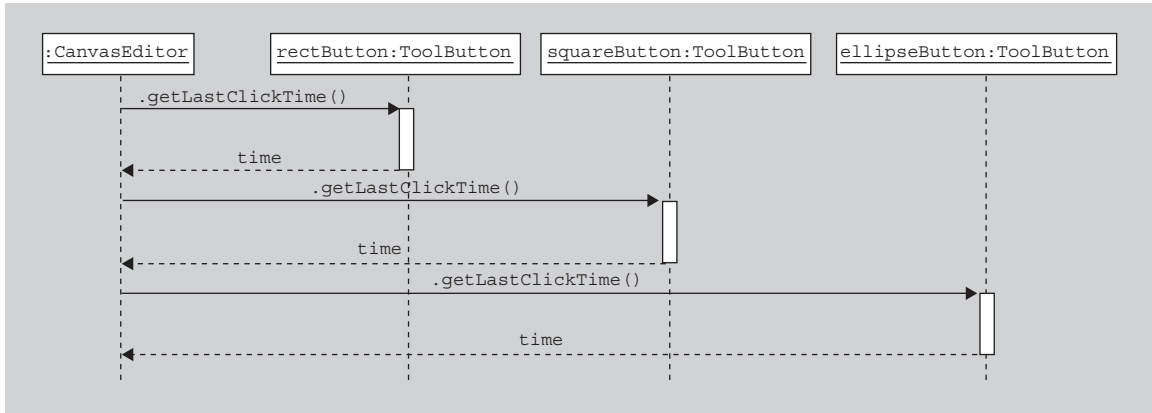 :CanvasEditor
rectButton:ToolButton
squareButton:ToolButton
ellipseButton:ToolButton
.getLastClickTime()
time
.getLastClickTime()
time
.getLastClickTime()
time